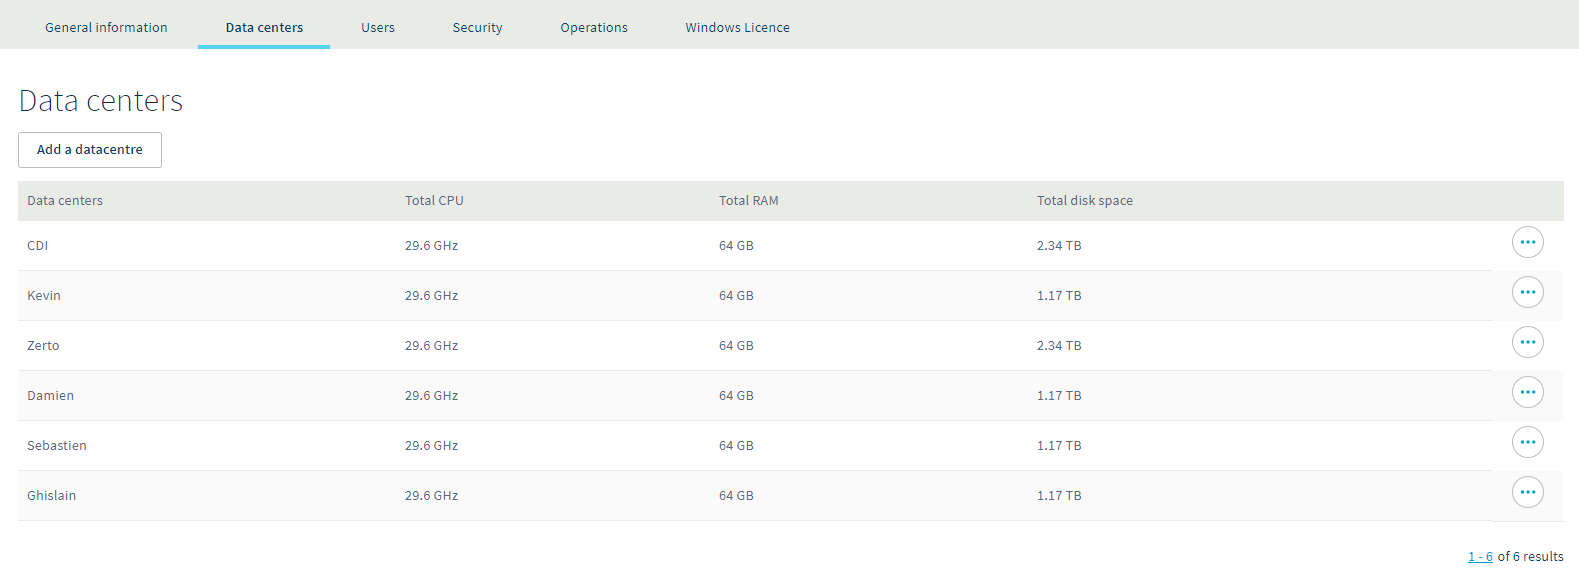 General information Data centers Users Security Operations Windows Licence
Data centers
Add a datacentre
Data centers Total CPU Total RAM Total disk space
CDI 29.6 GHz 64 GB 2.34 TB
Kevin 29.6 GHz 64 GB 1.17 TB
Zerto 29.6 GHz 64 GB 2.34 TB
Damien 29.6 GHz 64 GB 1.17 TB
Sebastien 29.6 GHz 64 GB 1.17 TB
Ghislain 29.6 GHz 64 GB 1.17 TB
1 - 6 of 6 results